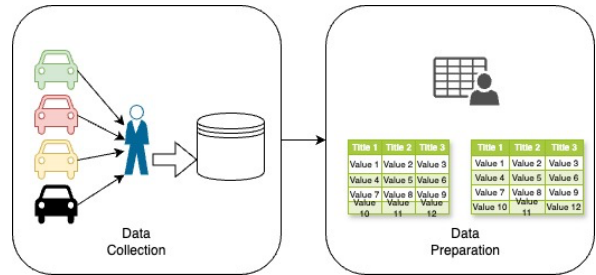 Title 1 Title 2 Title 3
Value 1 Value 2 Value 3
Value 4 Value 5 Value 6
Value 7 Value 8 Value 9
Value 10 Value 11 Value 12
Title 1 Title 2 Title 3
Value 1 Value 2 Value 3
Value 4 Value 5 Value 6
Value 7 Value 8 Value 9
Value 10 Value 11 Value 12
Data
Collection
Data
Preparation